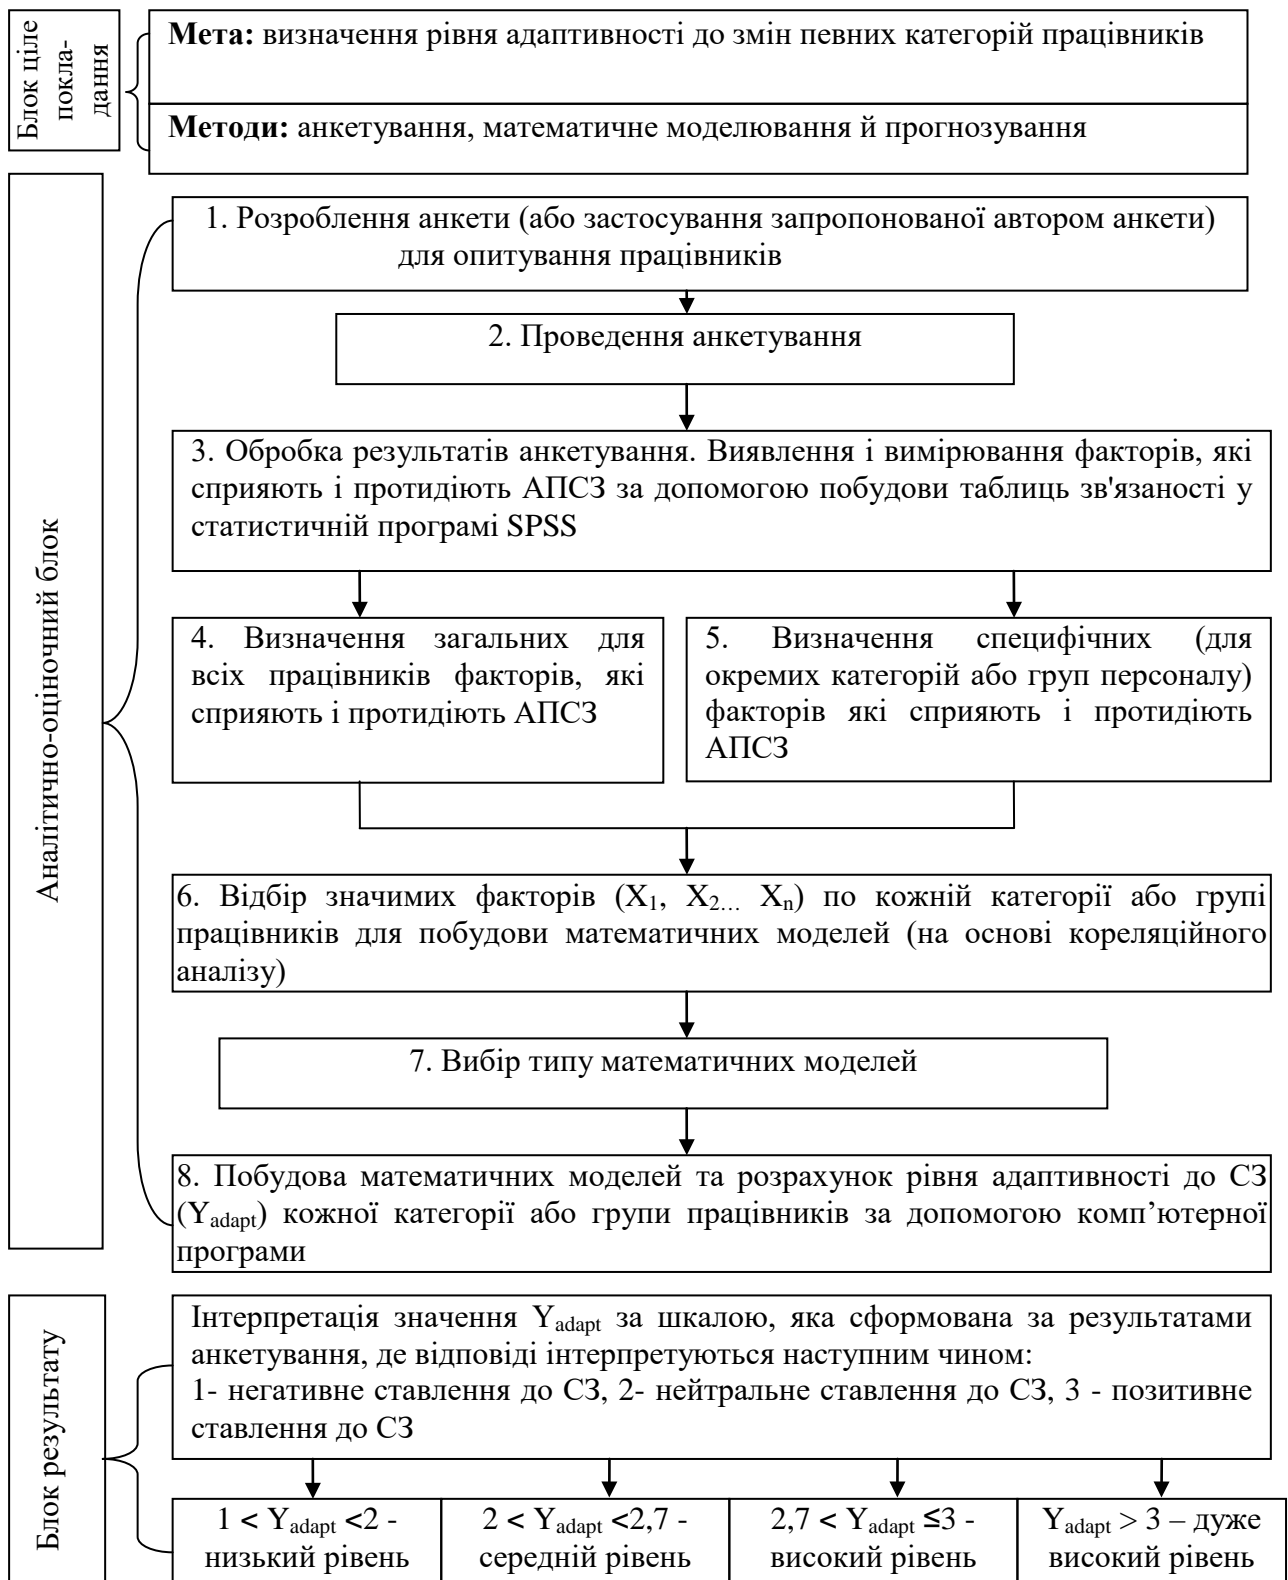 Блок ціле
покла-
дання
Мета: визначення рівня адаптивності до змін певних категорій працівників
Методи: анкетування, математичне моделювання й прогнозування
Аналітично-оціночний блок
1. Розроблення анкети (або застосування запропонованої автором анкети)
для опитування працівників
2. Проведення анкетування
3. Обробка результатів анкетування. Виявлення і вимірювання факторів, які
сприяють і протидіють АПСЗ за допомогою побудови таблиць зв'язаності у
статистичній програмі SPSS
4. Визначення загальних для
всіх працівників факторів, які
сприяють і протидіють АПСЗ
5. Визначення специфічних (для
окремих категорій або груп персоналу)
факторів які сприяють і протидіють
АПСЗ
6. Відбір значимих факторів (X₁, X₂... Xₙ) по кожній категорії або групі
працівників для побудови математичних моделей (на основі кореляційного
аналізу)
7. Вибір типу математичних моделей
8. Побудова математичних моделей та розрахунок рівня адаптивності до СЗ
(Yadapt) кожної категорії або групи працівників за допомогою комп’ютерної
програми
Блок результату
Інтерпретація значення Yadapt за шкалою, яка сформована за результатами
анкетування, де відповіді інтерпретуються наступним чином:
1- негативне ставлення до СЗ, 2- нейтральне ставлення до СЗ, 3 - позитивне
ставлення до СЗ
1 < Yadapt <2 -
низький рівень
2 < Yadapt <2,7 -
середній рівень
2,7 < Yadapt ≤3 -
високий рівень
Yadapt > 3 – дуже
високий рівень